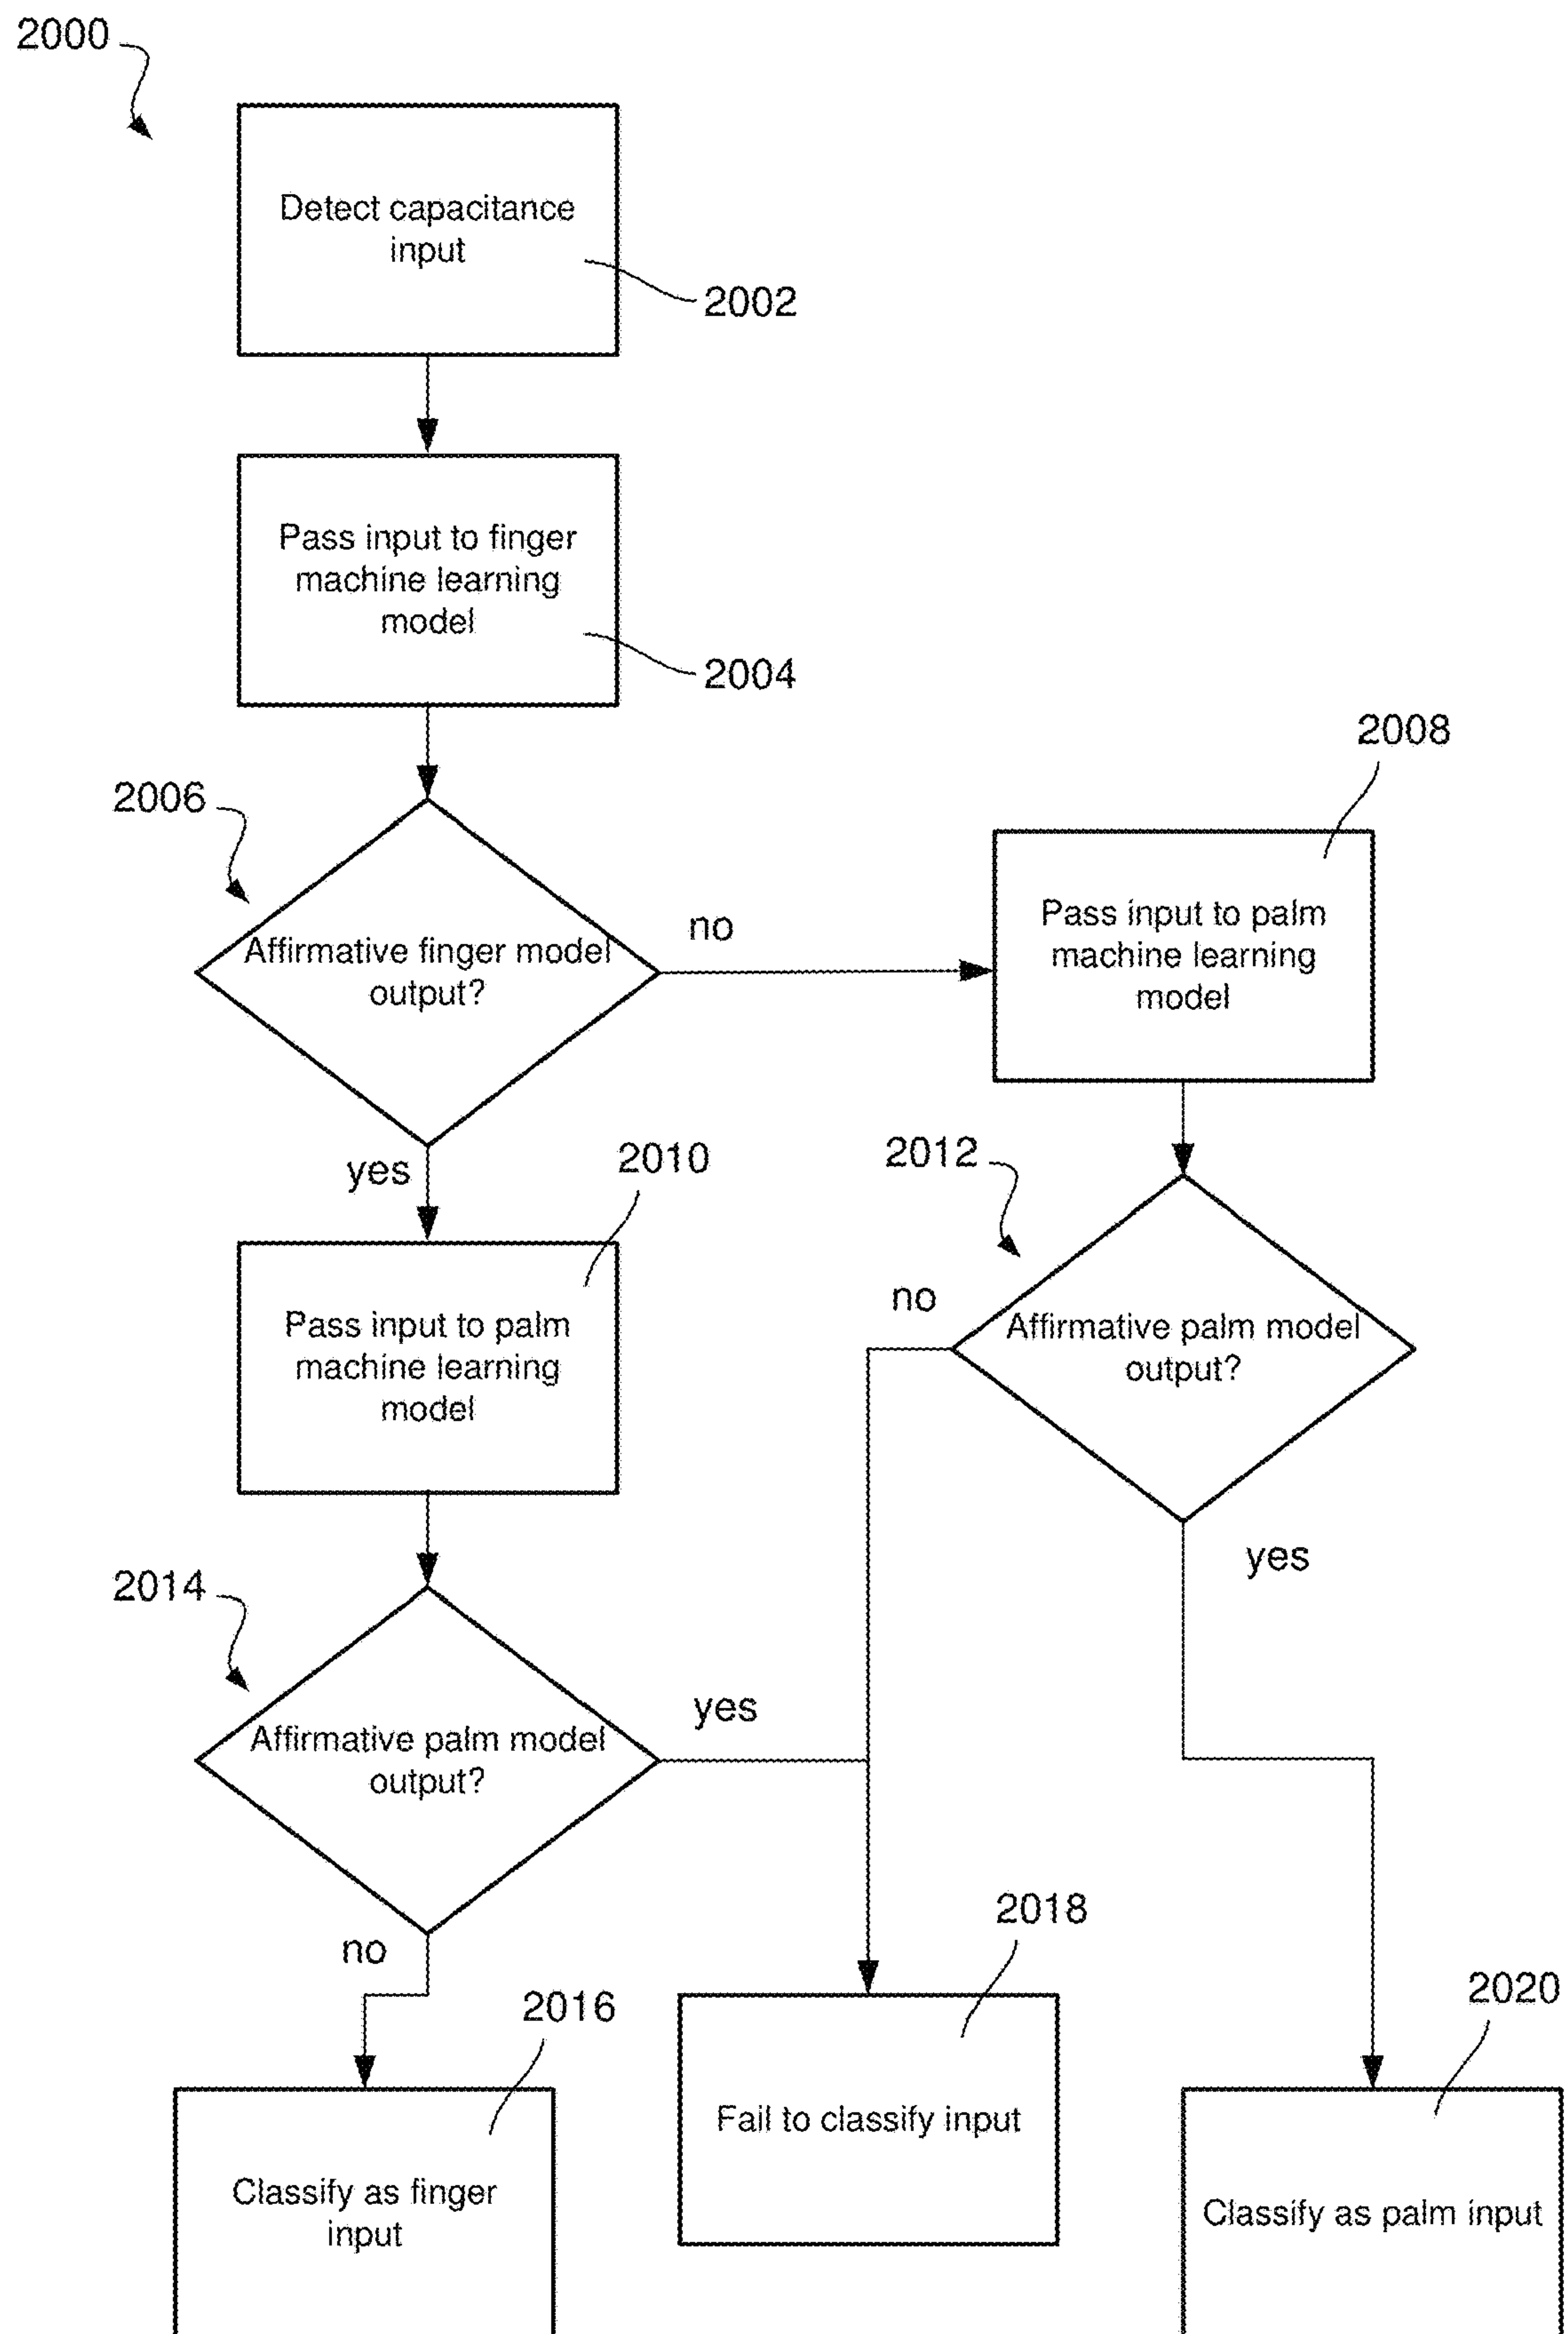 2000
Detect capacitance
input
2002
Pass input to finger
machine learning
model
2004
2008
2006
Affirmative finger model
output?
no
Pass input to palm
machine learning
model
yes
2010
2012
Pass input to palm
machine learning
model
no
Affirmative palm model
output?
yes
2014
Affirmative palm model
output?
yes
no
2018
2016
2020
Classify as finger
input
Fail to classify input
Classify as palm input